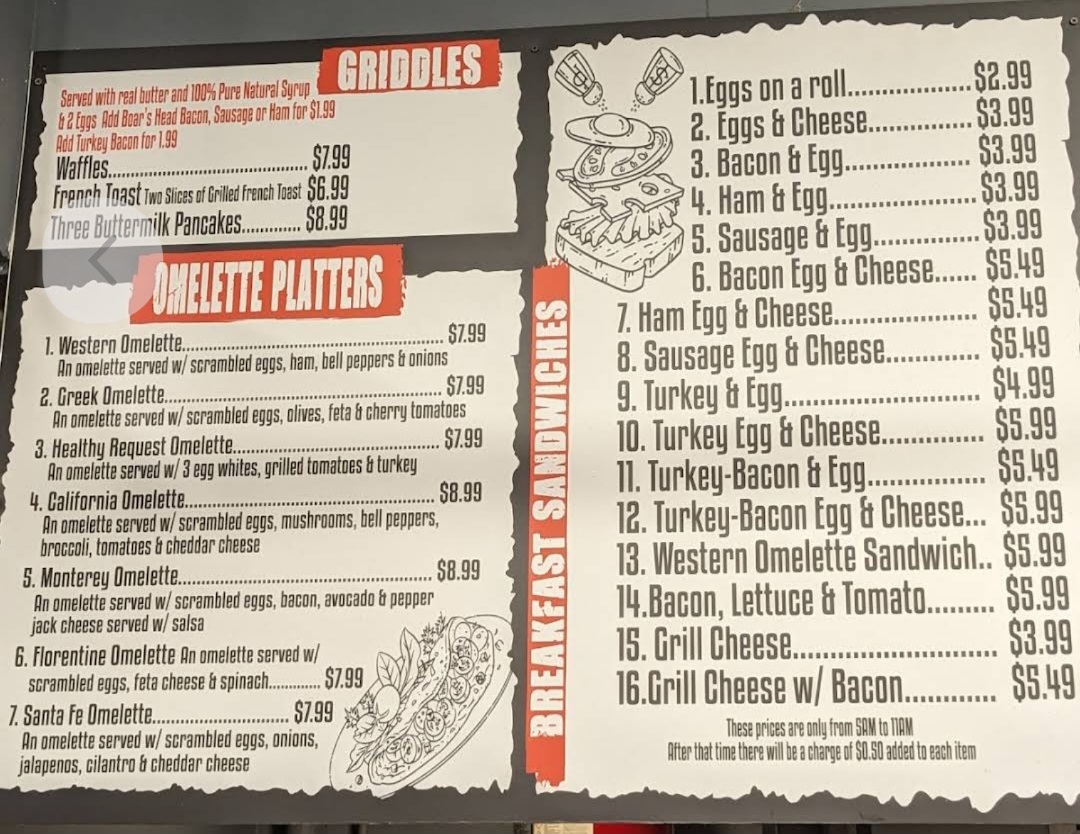 GRIDDLES
Served with real butter and 100% Pure Natural Syrup
& 2 Eggs Add Boar's Head Bacon, Sausage or Ham for $1.99
Add Turkey Bacon for 1.99
Waffles.......................................... $7.99
French Toast Two Slices of Grilled French Toast $6.99
Three Buttermilk Pancakes............. $8.99
OMELETTE PLATTERS
1. Western Omelette..................................................... $7.99
An omelette served w/ scrambled eggs, ham, bell peppers & onions
2. Greek Omelette......................................................... $7.99
An omelette served w/ scrambled eggs, olives, feta & cherry tomatoes
3. Healthy Request Omelette.......................................... $7.99
An omelette served w/ 3 egg whites, grilled tomatoes & turkey
4. California Omelette.................................................. $8.99
An omelette served w/ scrambled eggs, mushrooms, bell peppers,
broccoli, tomatoes & cheddar cheese
5. Monterey Omelette................................................... $8.99
An omelette served w/ scrambled eggs, bacon, avocado & pepper
jack cheese served w/ salsa
6. Florentine Omelette An omelette served w/
scrambled eggs, feta cheese & spinach............. $7.99
7. Santa Fe Omelette............................. $7.99
An omelette served w/ scrambled eggs, onions,
jalapenos, cilantro & cheddar cheese
BREAKFAST SANDWICHES
1.Eggs on a roll.................. $2.99
2. Eggs & Cheese............... $3.99
3. Bacon & Egg.................. $3.99
4. Ham & Egg..................... $3.99
5. Sausage & Egg............... $3.99
6. Bacon Egg & Cheese...... $5.49
7. Ham Egg & Cheese..................... $5.49
8. Sausage Egg & Cheese.............. $5.49
9. Turkey & Egg............................. $4.99
10. Turkey Egg & Cheese............... $5.99
11. Turkey-Bacon & Egg................. $5.49
12. Turkey-Bacon Egg & Cheese... $5.99
13. Western Omelette Sandwich.. $5.99
14.Bacon, Lettuce & Tomato.......... $5.99
15. Grill Cheese.............................. $3.99
16.Grill Cheese w/ Bacon.............. $5.49
These prices are only from 5AM to 11AM
After that time there will be a charge of $0.50 added to each item